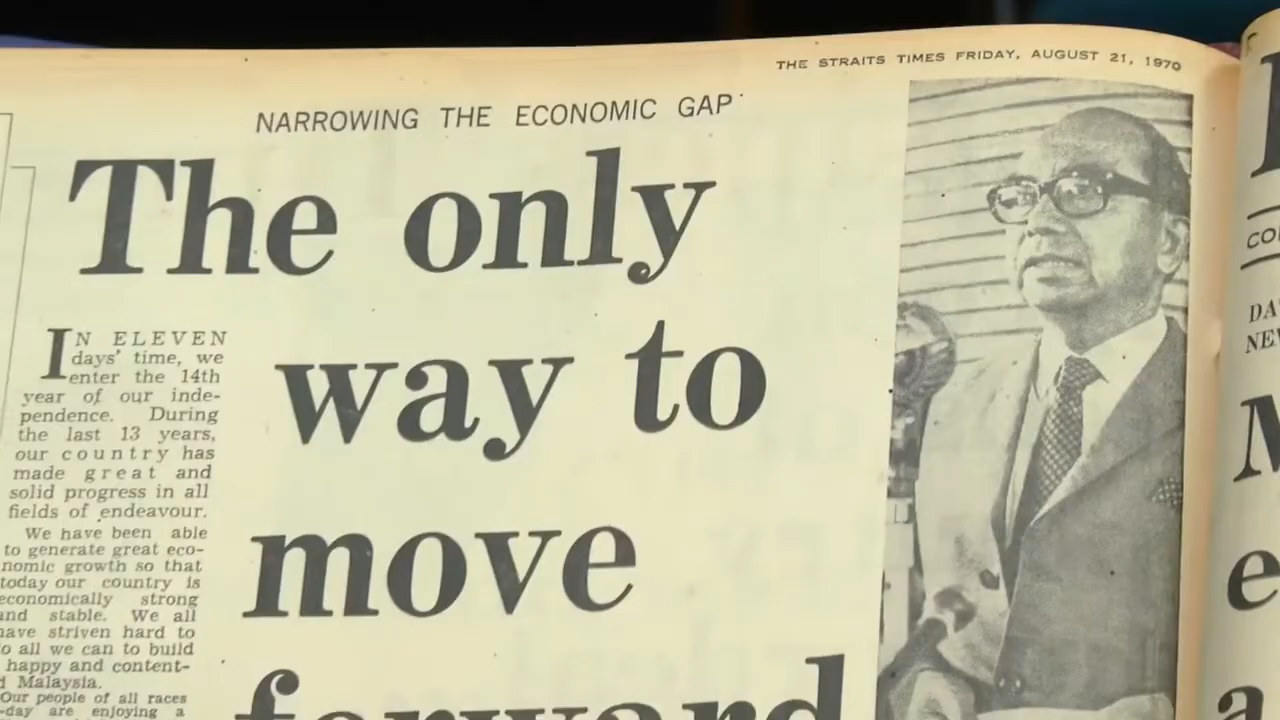 THE STRAITS TIMES FRIDAY, AUGUST 21, 1970
NARROWING THE ECONOMIC GAP
The only
way to
move
forward
IN ELEVEN
days' time, we
enter the 14th
year of our inde-
pendence. During
the last 13 years,
our country has
made great and
solid progress in all
fields of endeavour.
We have been able
to generate great eco-
nomic growth so that
today our country is
economically strong
and stable. We all
have striven hard to
do all we can to build
happy and content-
Malaysia.
Our people of all races
-day are enjoying a